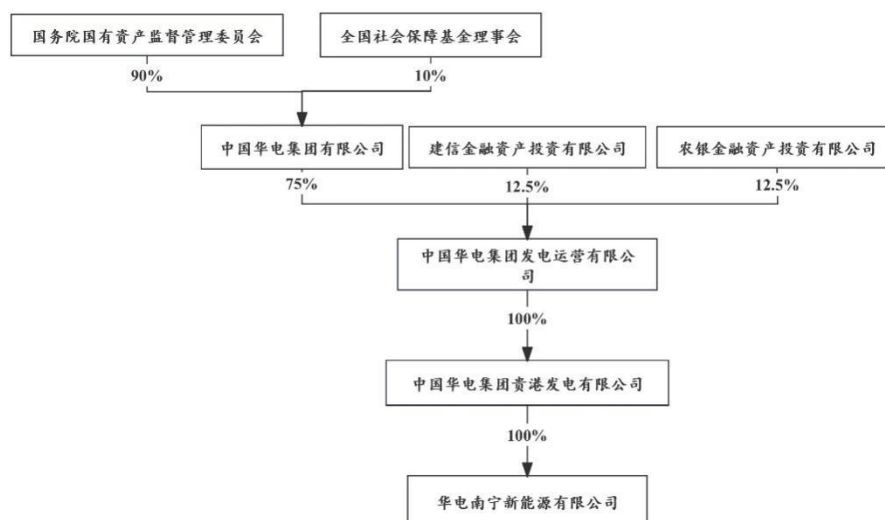 国务院国有资产监督管理委员会
全国社会保障基金理事会
90%
10%
中国华电集团有限公司
建信金融资产投资有限公司
农银金融资产投资有限公司
75%
12.5%
12.5%
中国华电集团发电运营有限公
司
100%
中国华电集团贵港发电有限公司
100%
华电南宁新能源有限公司